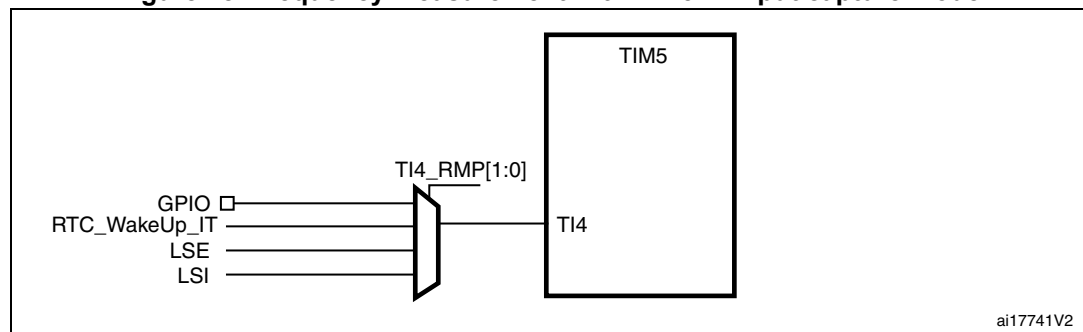 TIM5
TI4_RMP[1:0]
GPIO
RTC_WakeUp_IT
TI4
LSE
LSI
ai17741V2